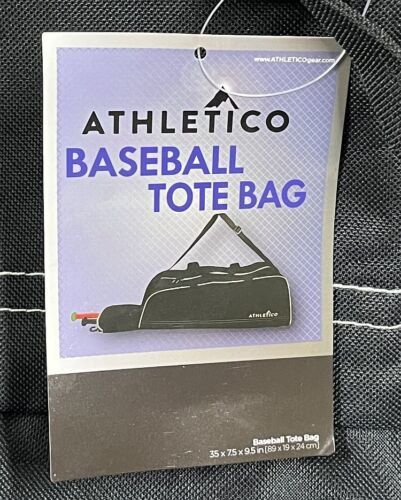 www.ATHLETICOgear.com
ATHLETICO
BASEBALL
TOTE BAG
ATHLETICO
Baseball Tote Bag
35 x 7.5 x 9.5 in (89 x 19 x 24 cm)